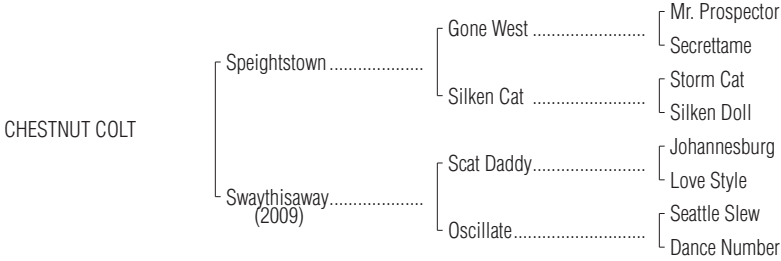 Mr. Prospector
Gone West ........................
Secrettame
Speightstown ....................
Storm Cat
Silken Cat ........................
Silken Doll
CHESTNUT COLT
Johannesburg
Scat Daddy........................
Love Style
Swaythisaway....................
(2009)
Seattle Slew
Oscillate............................
Dance Number